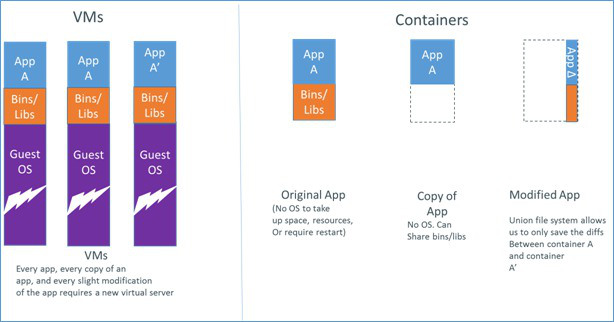 VMs
App
A
App
A
App
A’
Bins/
Libs
Bins/
Libs
Bins/
Libs
Guest
OS
Guest
OS
Guest
OS
VMs
Every app, every copy of an
app, and every slight modification
of the app requires a new virtual server
Containers
App
A
Bins/
Libs
App
A
App A
Original App
(No OS to take
up space, resources,
Or require restart)
Copy of
App
No OS. Can
Share bins/libs
Modified App
Union file system allows
us to only save the diffs
Between container A
and container
A’